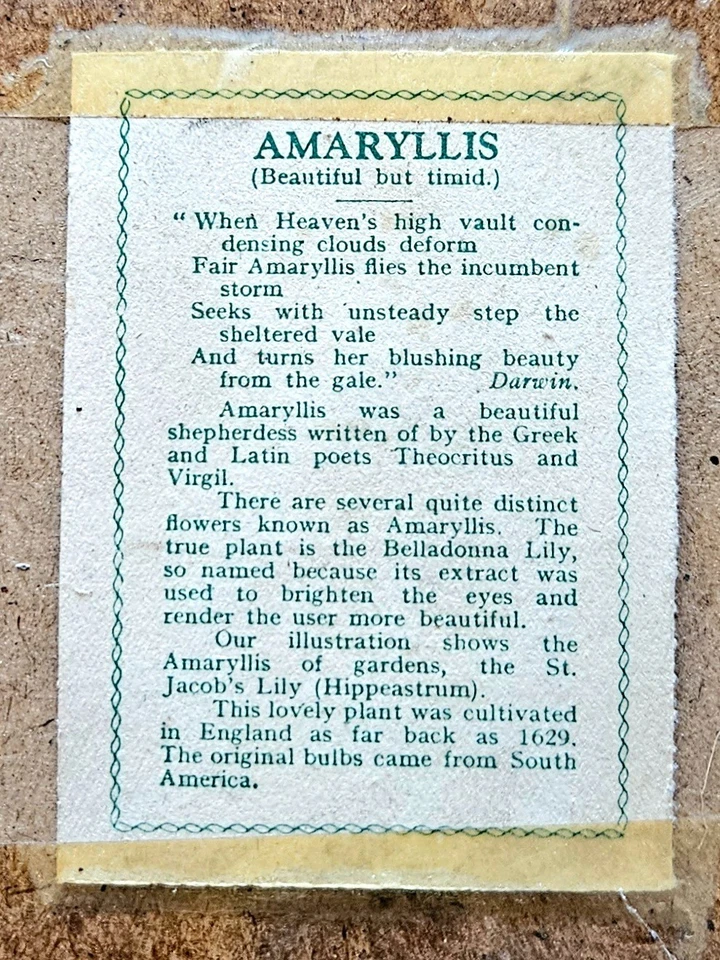 AMARYLLIS
(Beautiful but timid.)
“ When Heaven's high vault con-
densing clouds deform
Fair Amaryllis flies the incumbent
storm
Seeks with unsteady step the
sheltered vale
And turns her blushing beauty
from the gale.” Darwin.
Amaryllis was a beautiful
shepherdess written of by the Greek
and Latin poets Theocritus and
Virgil.
There are several quite distinct
flowers known as Amaryllis. The
true plant is the Belladonna Lily,
so named because its extract was
used to brighten the eyes and
render the user more beautiful.
Our illustration shows the
Amaryllis of gardens, the St.
Jacob's Lily (Hippeastrum).
This lovely plant was cultivated
in England as far back as 1629.
The original bulbs came from South
America.